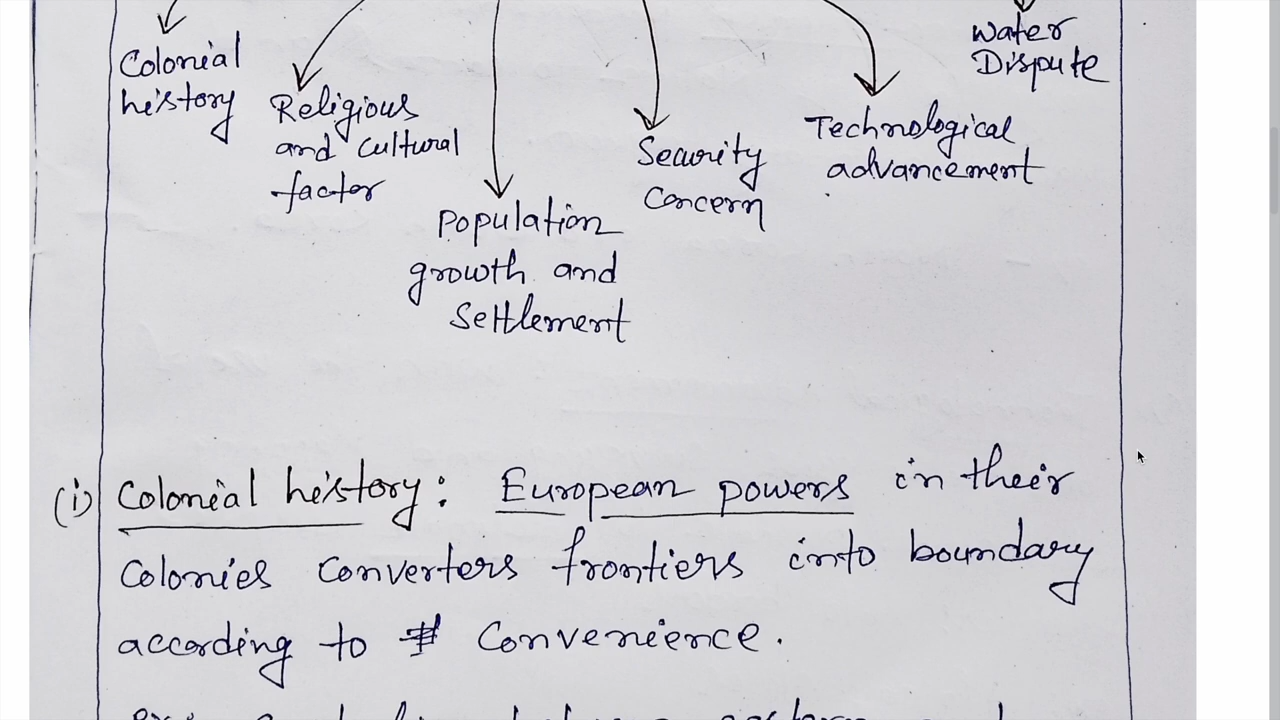 Colonial
history
Religious
and cultural
factor
Population
growth and
Settlement
Security
Concern
Technological
advancement
Water
Dispute
(i) Colonial history: European powers in their
Colonies converters frontiers into boundary
according to Convenience.